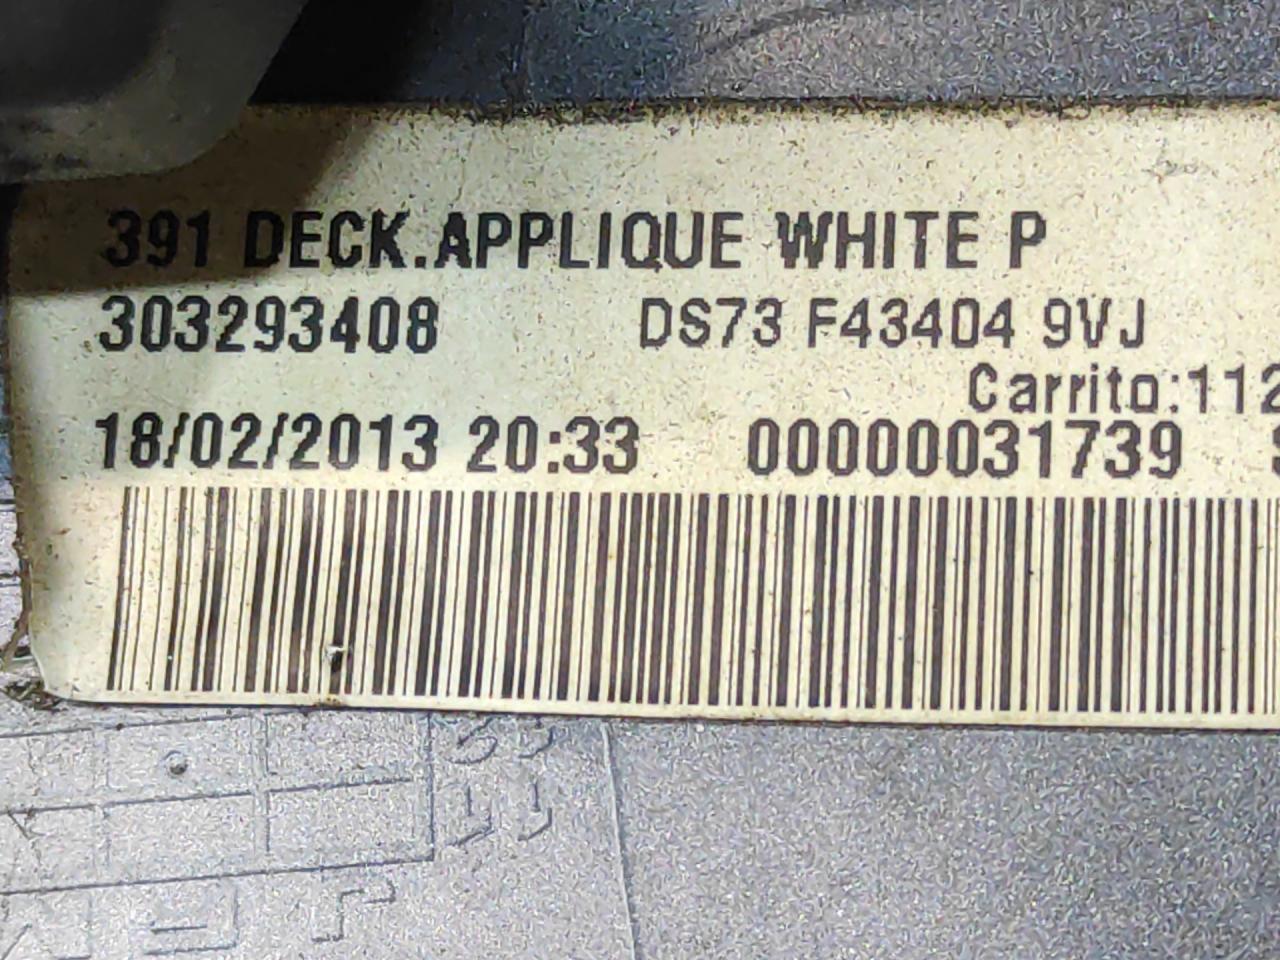 391 DECK.APPLIQUE WHITE P
303293408 DS73 F43404 9VJ
Carrito:112
18/02/2013 20:33 00000031739